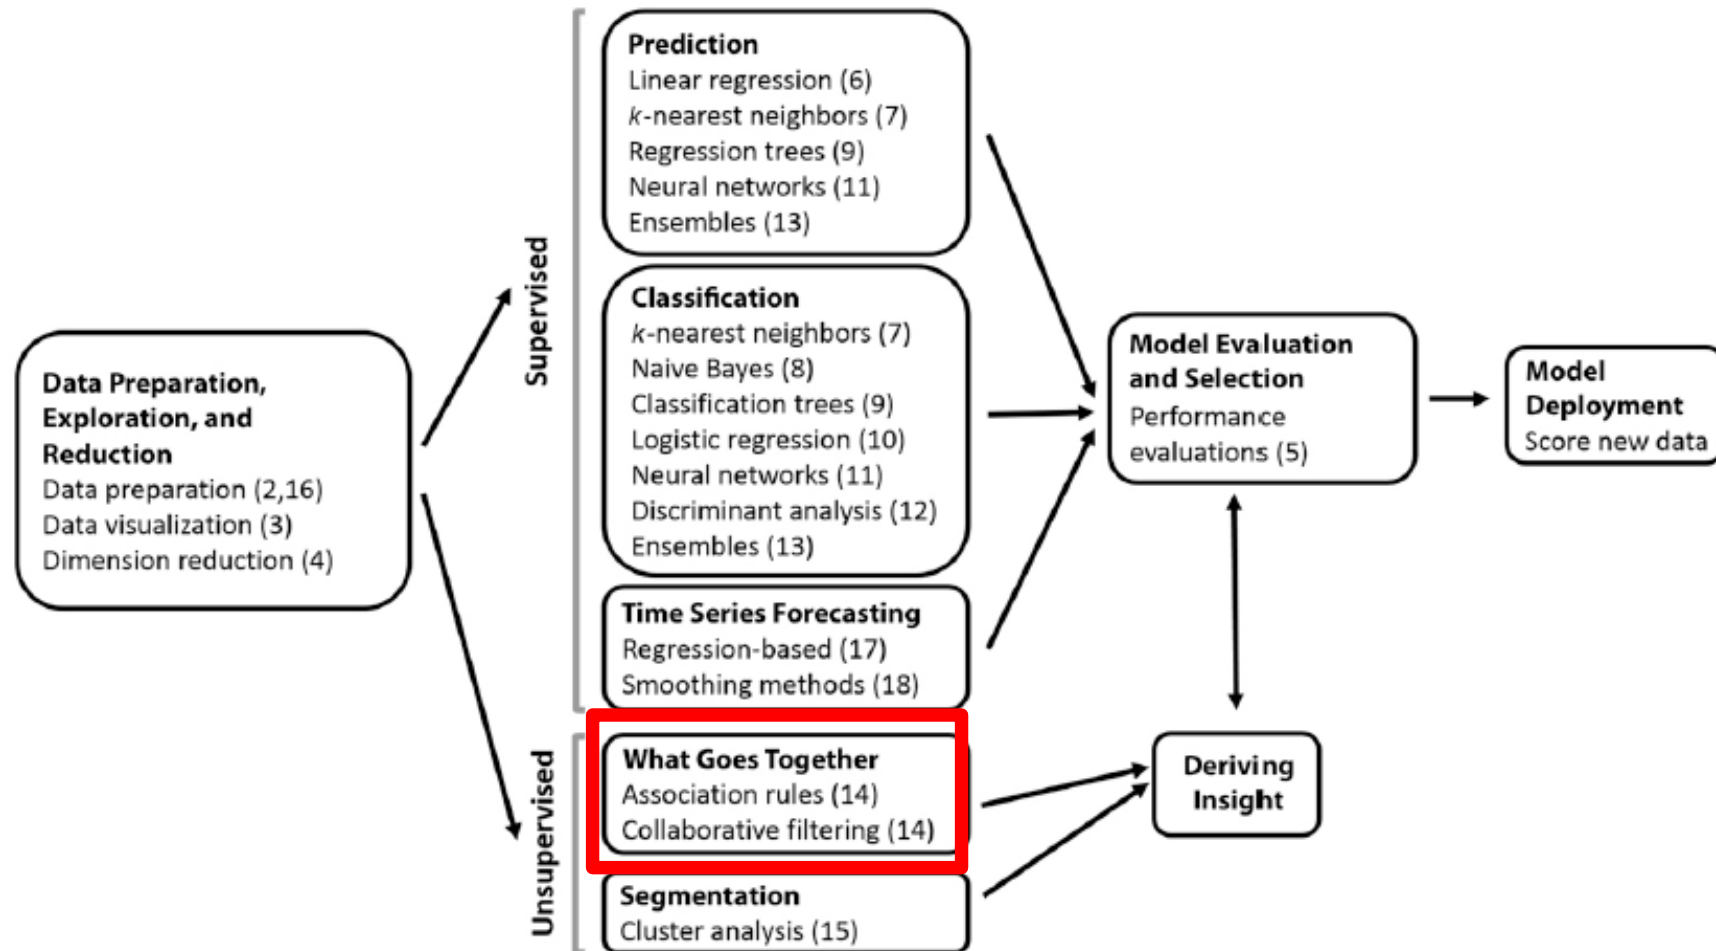 Data Preparation,
Exploration, and
Reduction
Data preparation (2,16)
Data visualization (3)
Dimension reduction (4)
Supervised
Prediction
Linear regression (6)
k-nearest neighbors (7)
Regression trees (9)
Neural networks (11)
Ensembles (13)
Classification
k-nearest neighbors (7)
Naive Bayes (8)
Classification trees (9)
Logistic regression (10)
Neural networks (11)
Discriminant analysis (12)
Ensembles (13)
Time Series Forecasting
Regression-based (17)
Smoothing methods (18)
Unsupervised
What Goes Together
Association rules (14)
Collaborative filtering (14)
Segmentation
Cluster analysis (15)
Model Evaluation
and Selection
Performance
evaluations (5)
Deriving
Insight
Model
Deployment
Score new data